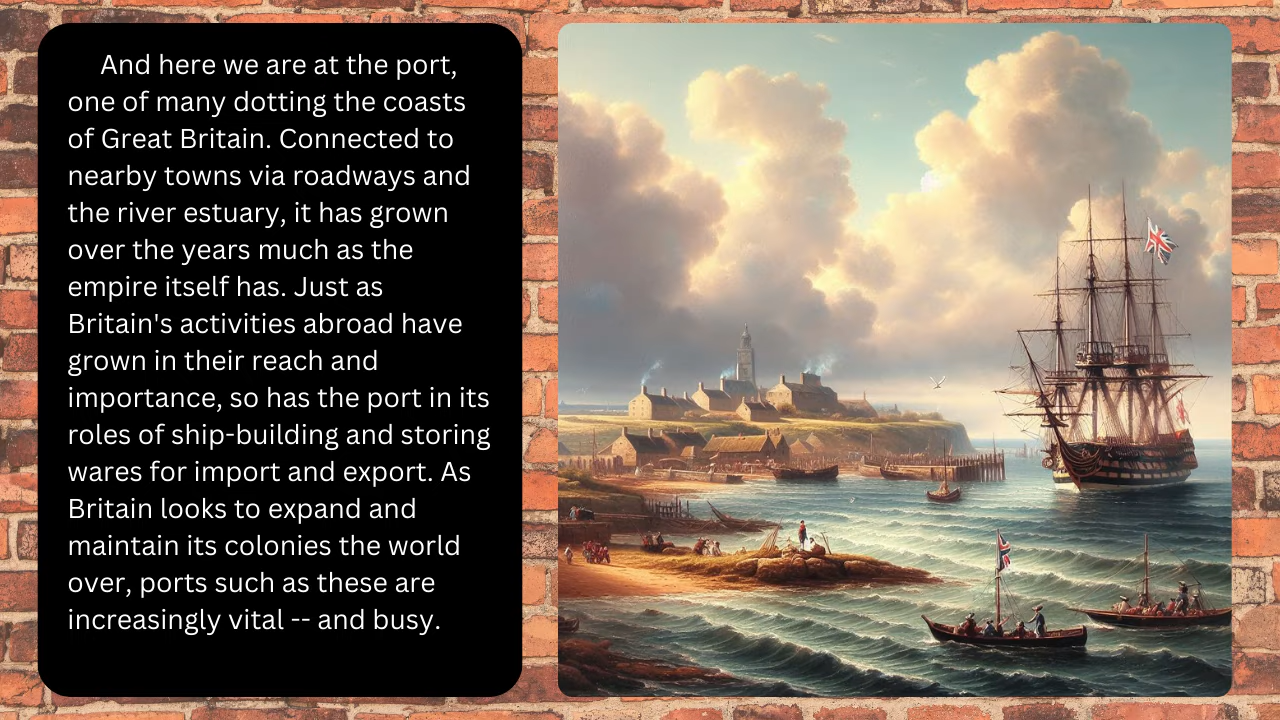 And here we are at the port,
one of many dotting the coasts
of Great Britain. Connected to
nearby towns via roadways and
the river estuary, it has grown
over the years much as the
empire itself has. Just as
Britain's activities abroad have
grown in their reach and
importance, so has the port in its
roles of ship-building and storing
wares for import and export. As
Britain looks to expand and
maintain its colonies the world
over, ports such as these are
increasingly vital -- and busy.